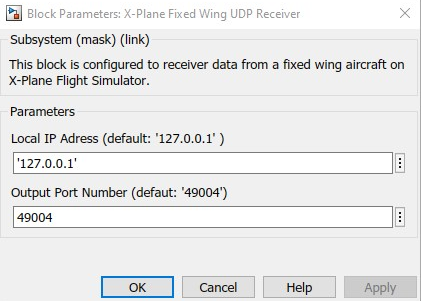 Block Parameters: X-Plane Fixed Wing UDP Receiver
Subsystem (mask) (link)
This block is configured to receiver data from a fixed wing aircraft on
X-Plane Flight Simulator.
Parameters
Local IP Adress (default: '127.0.0.1' )
'127.0.0.1'
Output Port Number (defaut: '49004')
49004
OK Cancel Help Apply